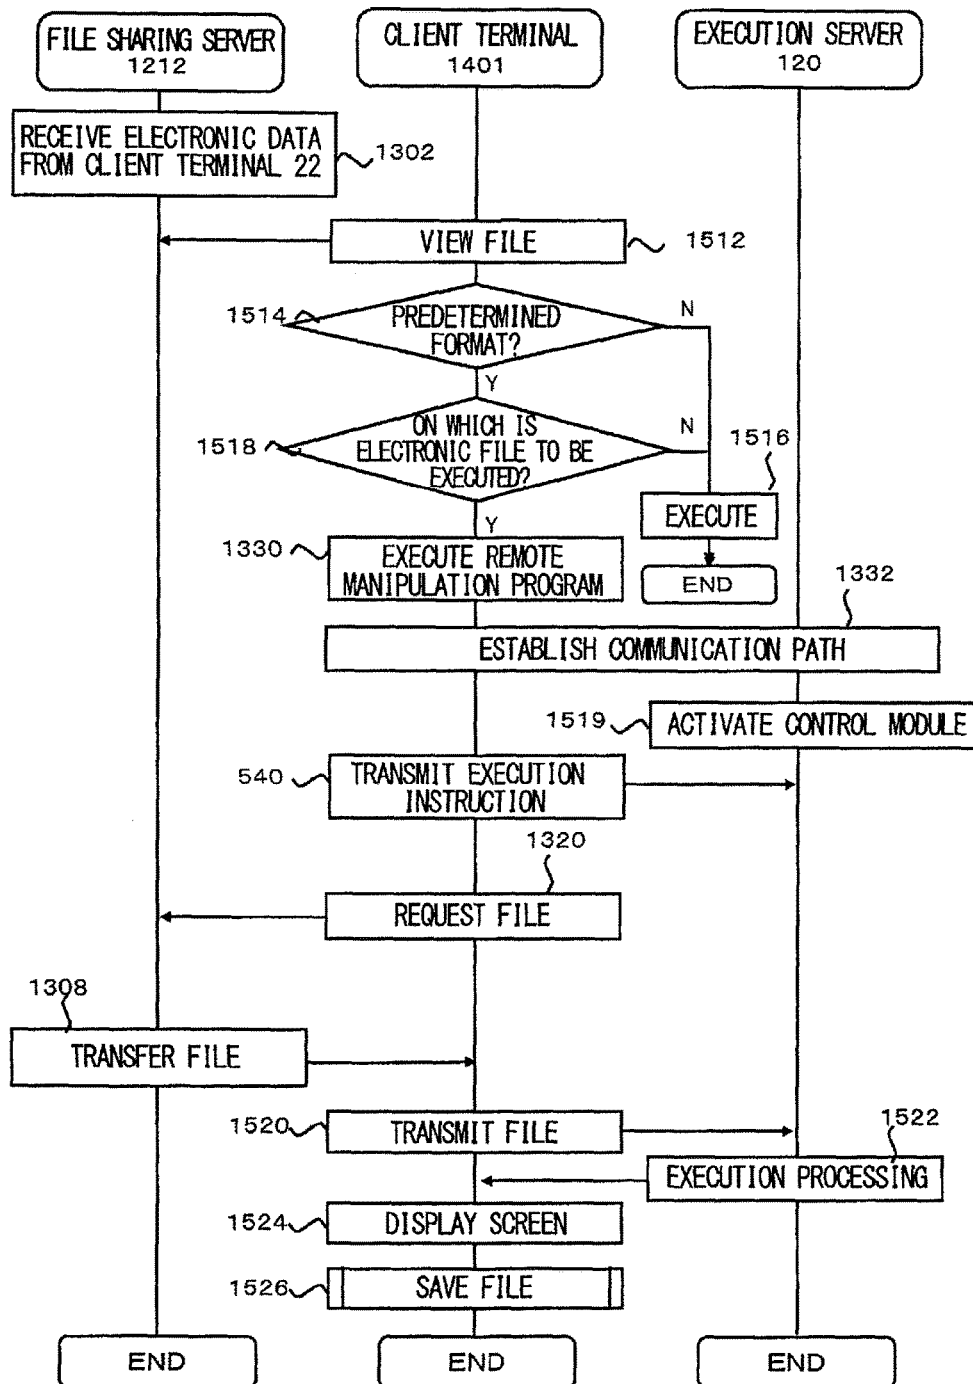 FILE SHARING SERVER
1212
CLIENT TERMINAL
1401
EXECUTION SERVER
120
RECEIVE ELECTRONIC DATA
FROM CLIENT TERMINAL 22
1302
VIEW FILE
1512
1514
PREDETERMINED
FORMAT?
N
Y
1518
ON WHICH IS
ELECTRONIC FILE TO BE
EXECUTED?
N
1516
Y
EXECUTE
1330
EXECUTE REMOTE
MANIPULATION PROGRAM
END
1332
ESTABLISH COMMUNICATION PATH
1519
ACTIVATE CONTROL MODULE
540
TRANSMIT EXECUTION
INSTRUCTION
1320
REQUEST FILE
1308
TRANSFER FILE
1520
TRANSMIT FILE
1522
EXECUTION PROCESSING
1524
DISPLAY SCREEN
1526
SAVE FILE
END
END
END